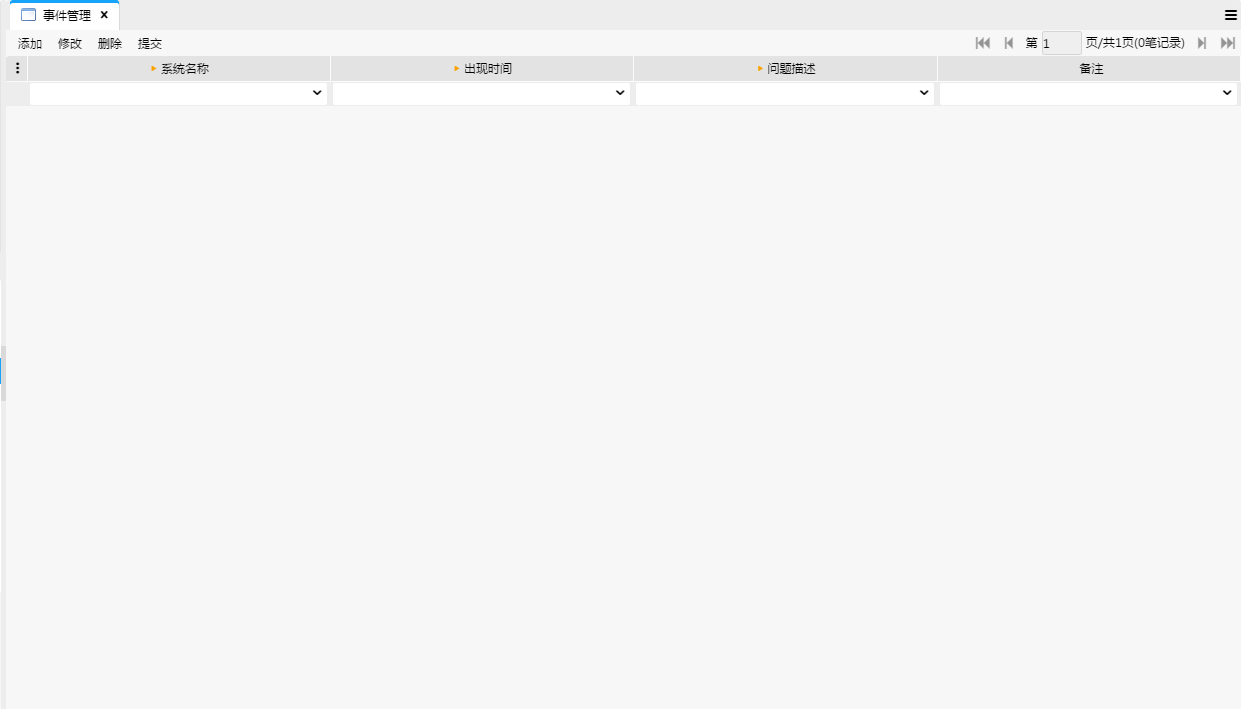 事件管理
添加 修改 删除 提交 第 1 页/共1页(0笔记录)
系统名称 出现时间 问题描述 备注